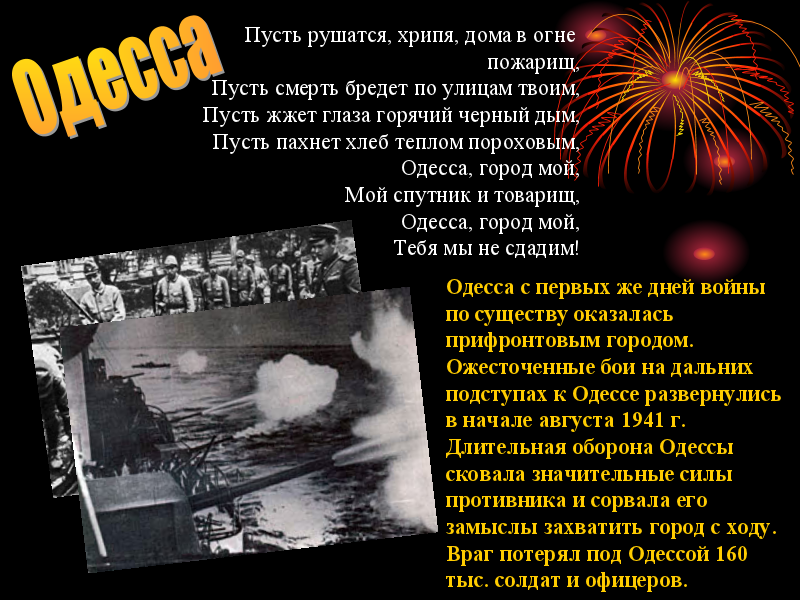 Одесса
Пусть рушатся, хрипя, дома в огне
пожарищ,
Пусть смерть бредет по улицам твоим,
Пусть жжет глаза горячий черный дым,
Пусть пахнет хлеб теплом пороховым,
Одесса, город мой,
Мой спутник и товарищ,
Одесса, город мой,
Тебя мы не сдадим!
Одесса с первых же дней войны
по существу оказалась
прифронтовым городом.
Ожесточенные бои на дальних
подступах к Одессе развернулись
в начале августа 1941 г.
Длительная оборона Одессы
сковала значительные силы
противника и сорвала его
замыслы захватить город с ходу.
Враг потерял под Одессой 160
тыс. солдат и офицеров.